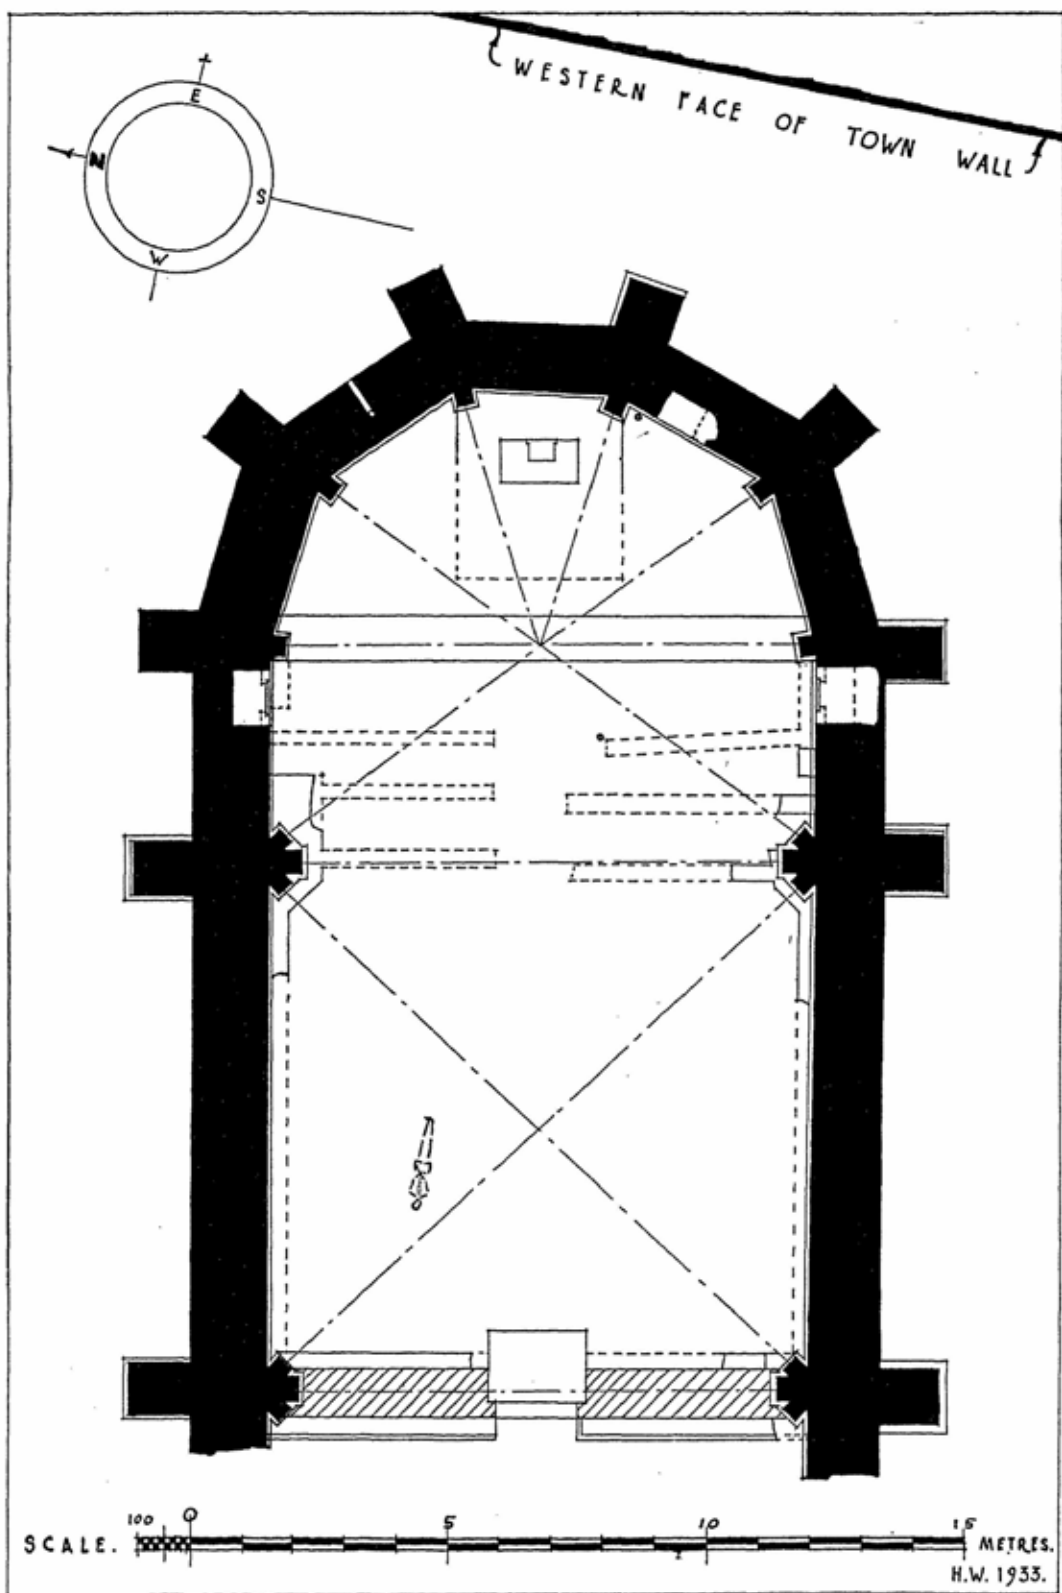 WESTERN FACE OF TOWN WALL
E
N
S
W
100 0 5 10 15
SCALE. METRES.
H.W. 1933.